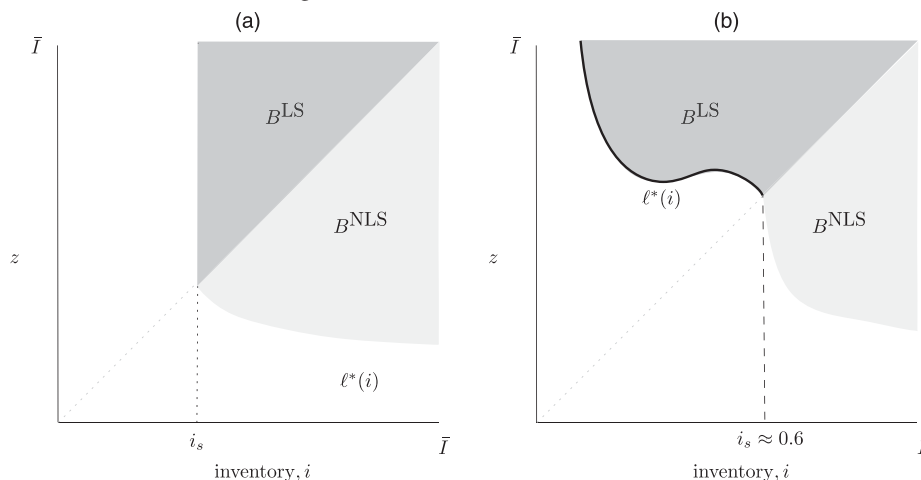 (a)
(b)
Ī
Ī
B^LS
B^LS
ℓ*(i)
B^NLS
B^NLS
z
z
ℓ*(i)
i_s
Ī
i_s ≈ 0.6
inventory, i
inventory, i